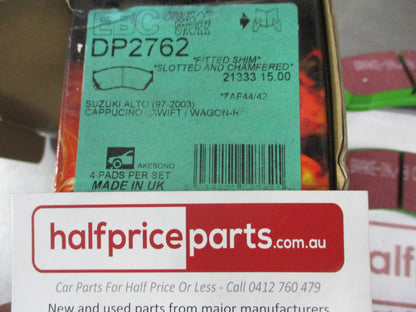 EBC
STUFF
DP2762
"FITTED SHIM"
"SLOTTED AND CHAMFERED"
21333 15.00
"7AF44/42
SUZUKI ALTO (97-2003)
CAPPUCINO SWIFT / WAGON-R
AKEBONO
4 PADS PER SET
MADE IN UK
halfpriceparts.com.au
Car Parts For Half Price Or Less - Call 0412 760 479
New and used parts from major manufacturers